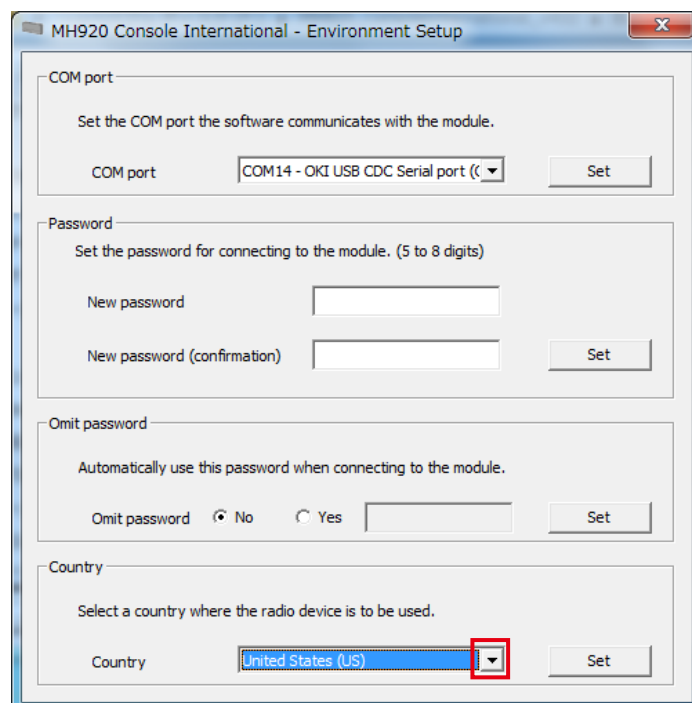 MH920 Console International - Environment Setup
COM port
Set the COM port the software communicates with the module.
COM port COM14 - OKI USB CDC Serial port (C Set
Password
Set the password for connecting to the module. (5 to 8 digits)
New password
New password (confirmation) Set
Omit password
Automatically use this password when connecting to the module.
Omit password No Yes Set
Country
Select a country where the radio device is to be used.
Country United States (US) Set